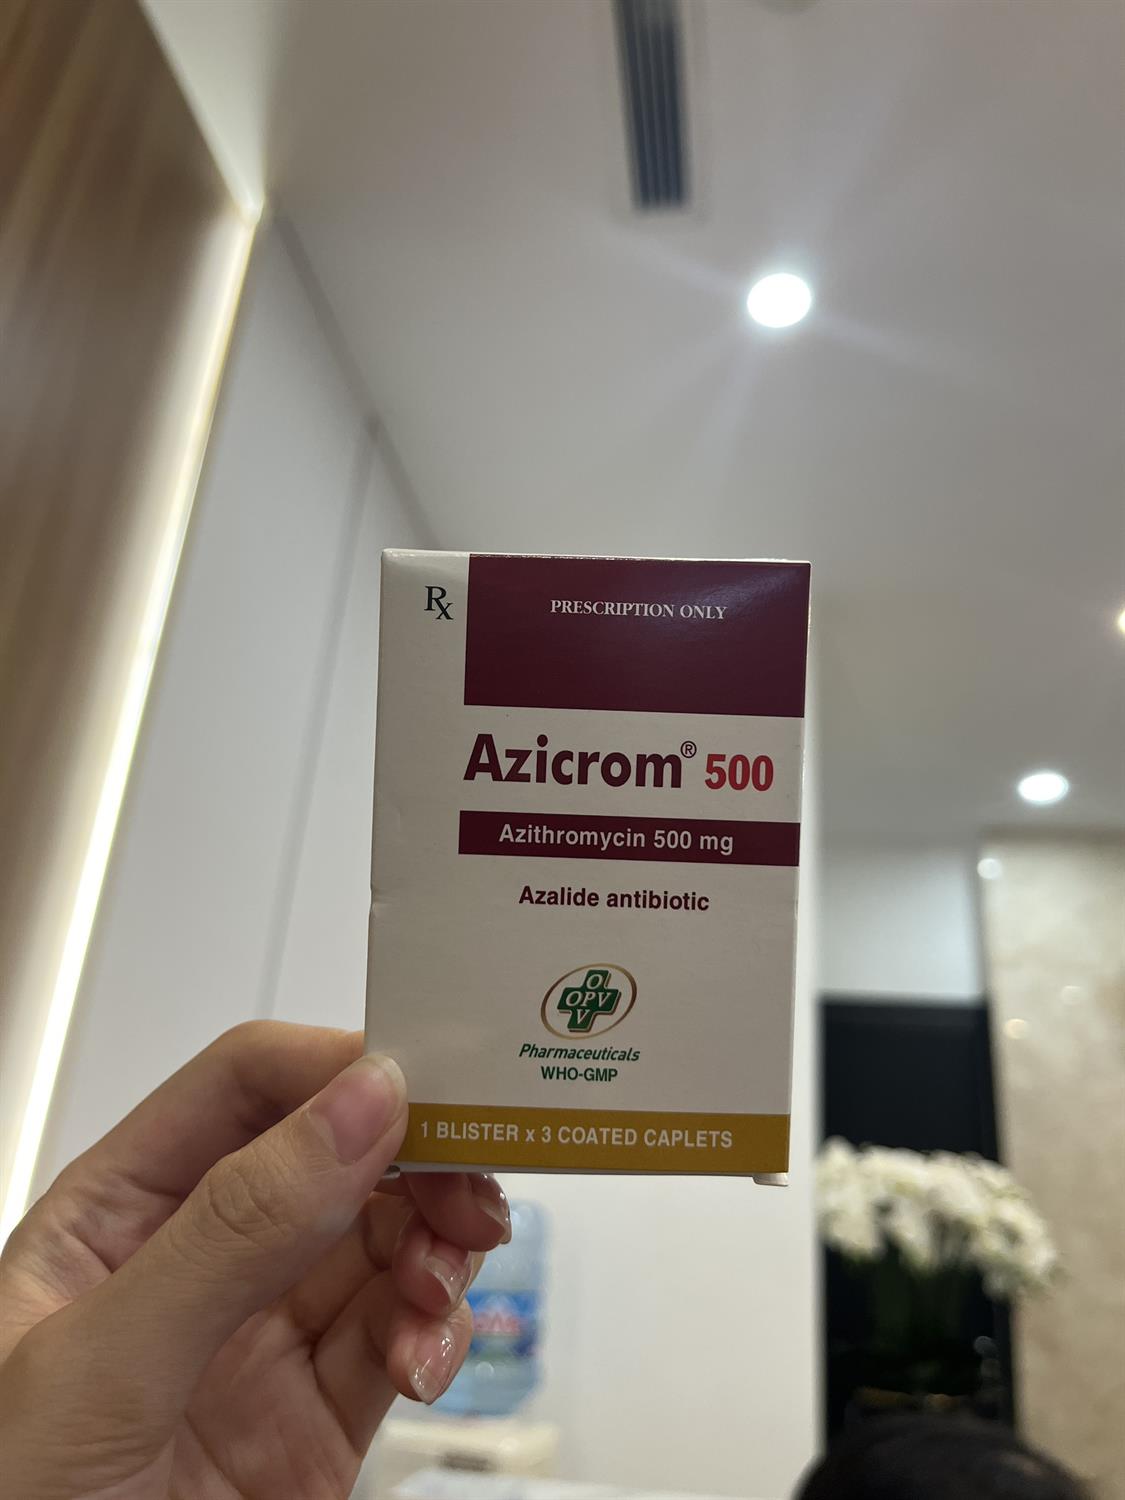 Rx
PRESCRIPTION ONLY
Azicrom® 500
Azithromycin 500 mg
Azalide antibiotic
O
OPV
V
Pharmaceuticals
WHO-GMP
1 BLISTER x 3 COATED CAPLETS